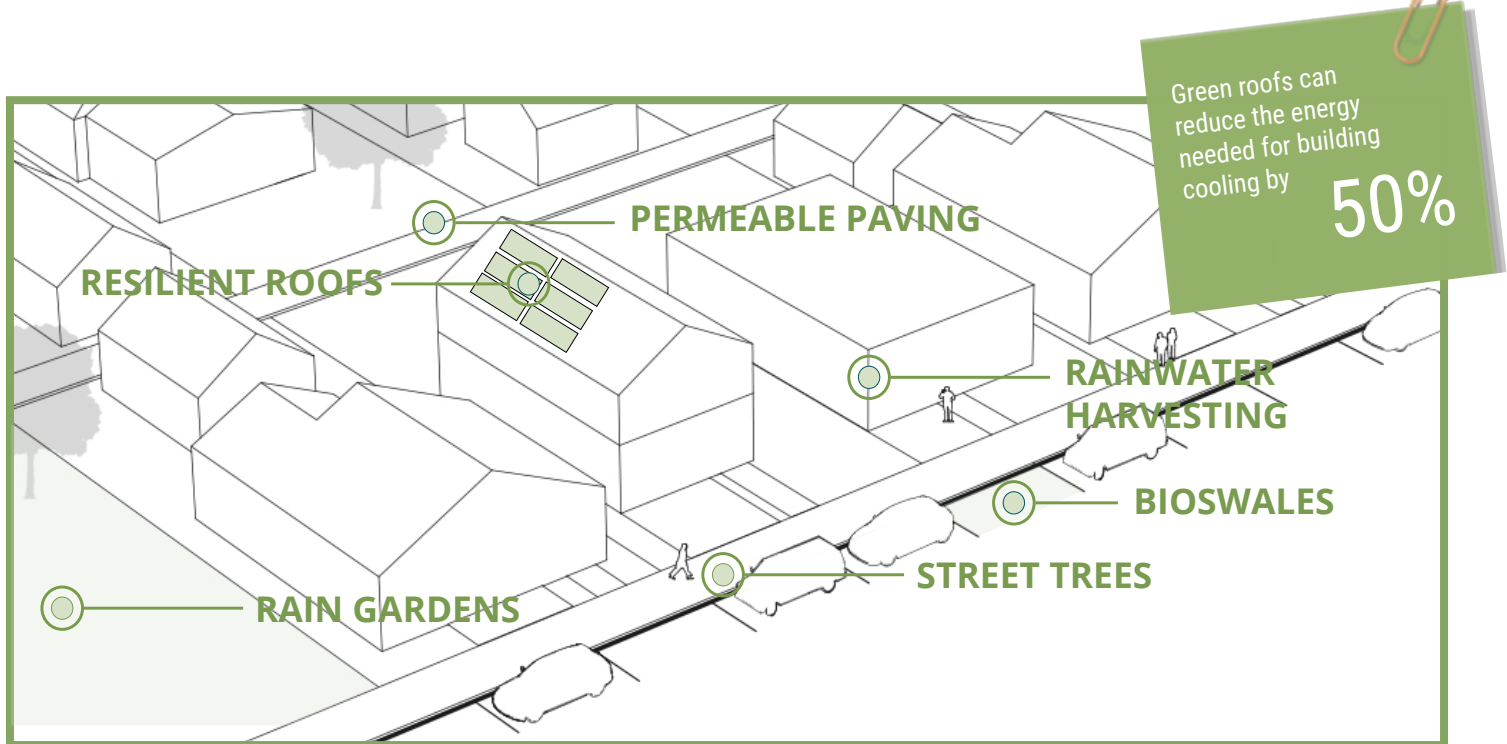 Green roofs can
reduce the energy
needed for building
cooling by
50%
PERMEABLE PAVING
RESILIENT ROOFS
RAINWATER
HARVESTING
BIOSWALES
STREET TREES
RAIN GARDENS